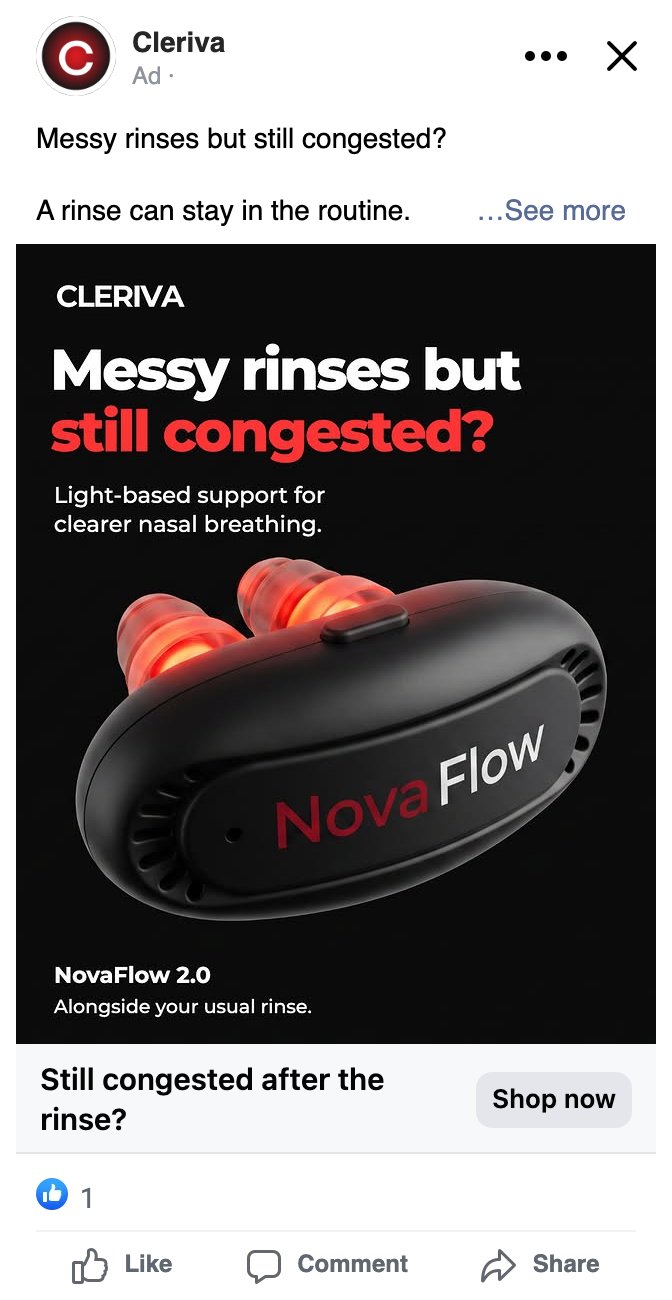 C
Cleriva
Ad ·
Messy rinses but still congested?
A rinse can stay in the routine. ...See more
CLERIVA
Messy rinses but
still congested?
Light-based support for
clearer nasal breathing.
NovaFlow
NovaFlow 2.0
Alongside your usual rinse.
Still congested after the
rinse?
Shop now
1
Like Comment Share